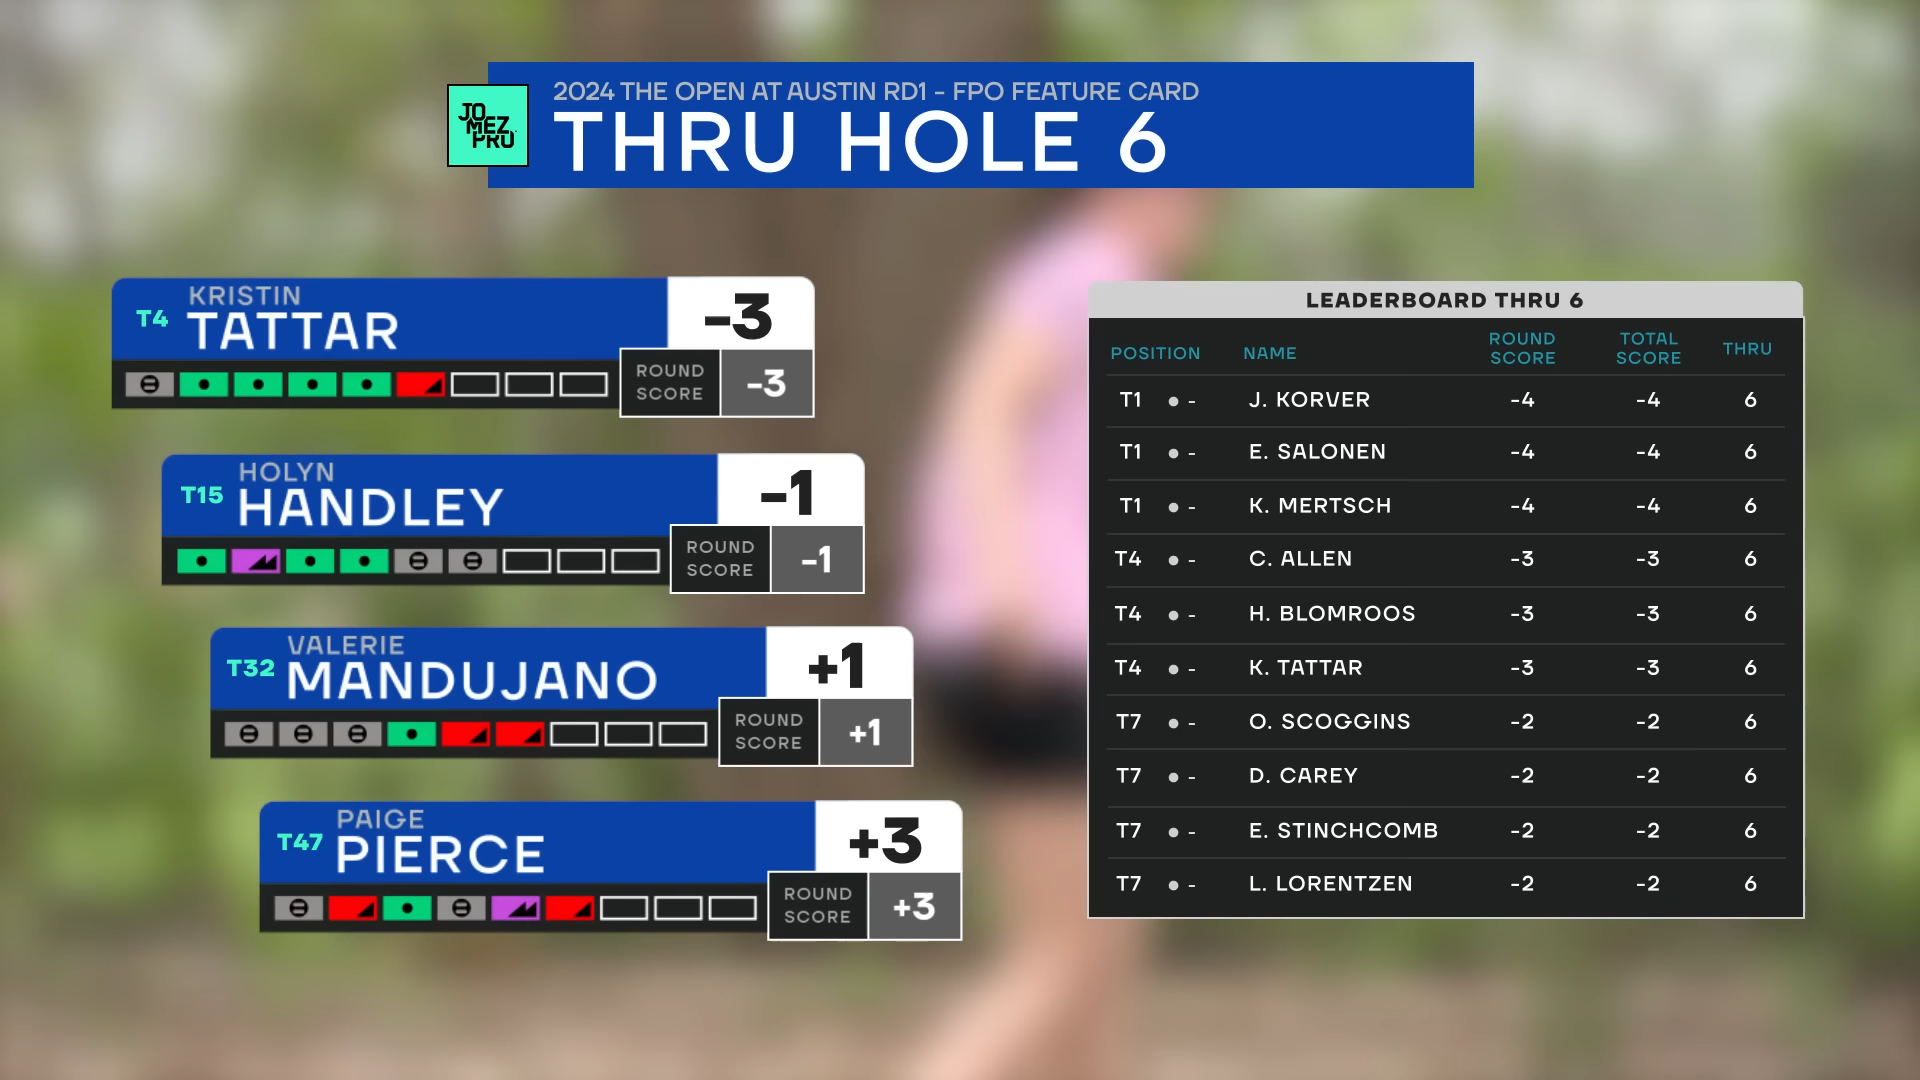 JO
MEZ
PRO
2024 THE OPEN AT AUSTIN RD1 - FPO FEATURE CARD
THRU HOLE 6
T4
KRISTIN
TATTAR
-3
ROUND
SCORE
-3
T15
HOLYN
HANDLEY
-1
ROUND
SCORE
-1
T32
VALERIE
MANDUJANO
+1
ROUND
SCORE
+1
T47
PAIGE
PIERCE
+3
ROUND
SCORE
+3
LEADERBOARD THRU 6
POSITION NAME ROUND SCORE TOTAL SCORE THRU
T1 ● - J. KORVER -4 -4 6
T1 ● - E. SALONEN -4 -4 6
T1 ● - K. MERTSCH -4 -4 6
T4 ● - C. ALLEN -3 -3 6
T4 ● - H. BLOMROOS -3 -3 6
T4 ● - K. TATTAR -3 -3 6
T7 ● - O. SCOGGINS -2 -2 6
T7 ● - D. CAREY -2 -2 6
T7 ● - E. STINCHCOMB -2 -2 6
T7 ● - L. LORENTZEN -2 -2 6